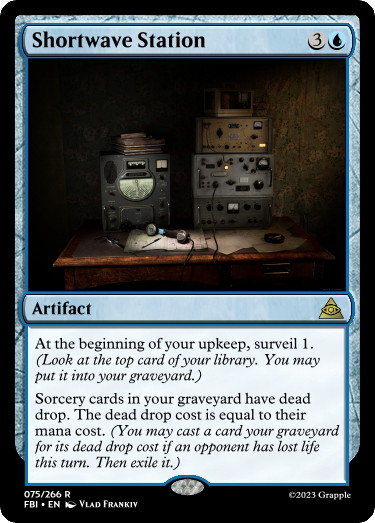 Shortwave Station 3
Artifact
At the beginning of your upkeep, surveil 1.
(Look at the top card of your library. You may
put it into your graveyard.)
Sorcery cards in your graveyard have dead
drop. The dead drop cost is equal to their
mana cost. (You may cast a card your graveyard
for its dead drop cost if an opponent has lost life
this turn. Then exile it.)
075/266 R
FBI • EN Vlad Frankiv
©2023 Grapple